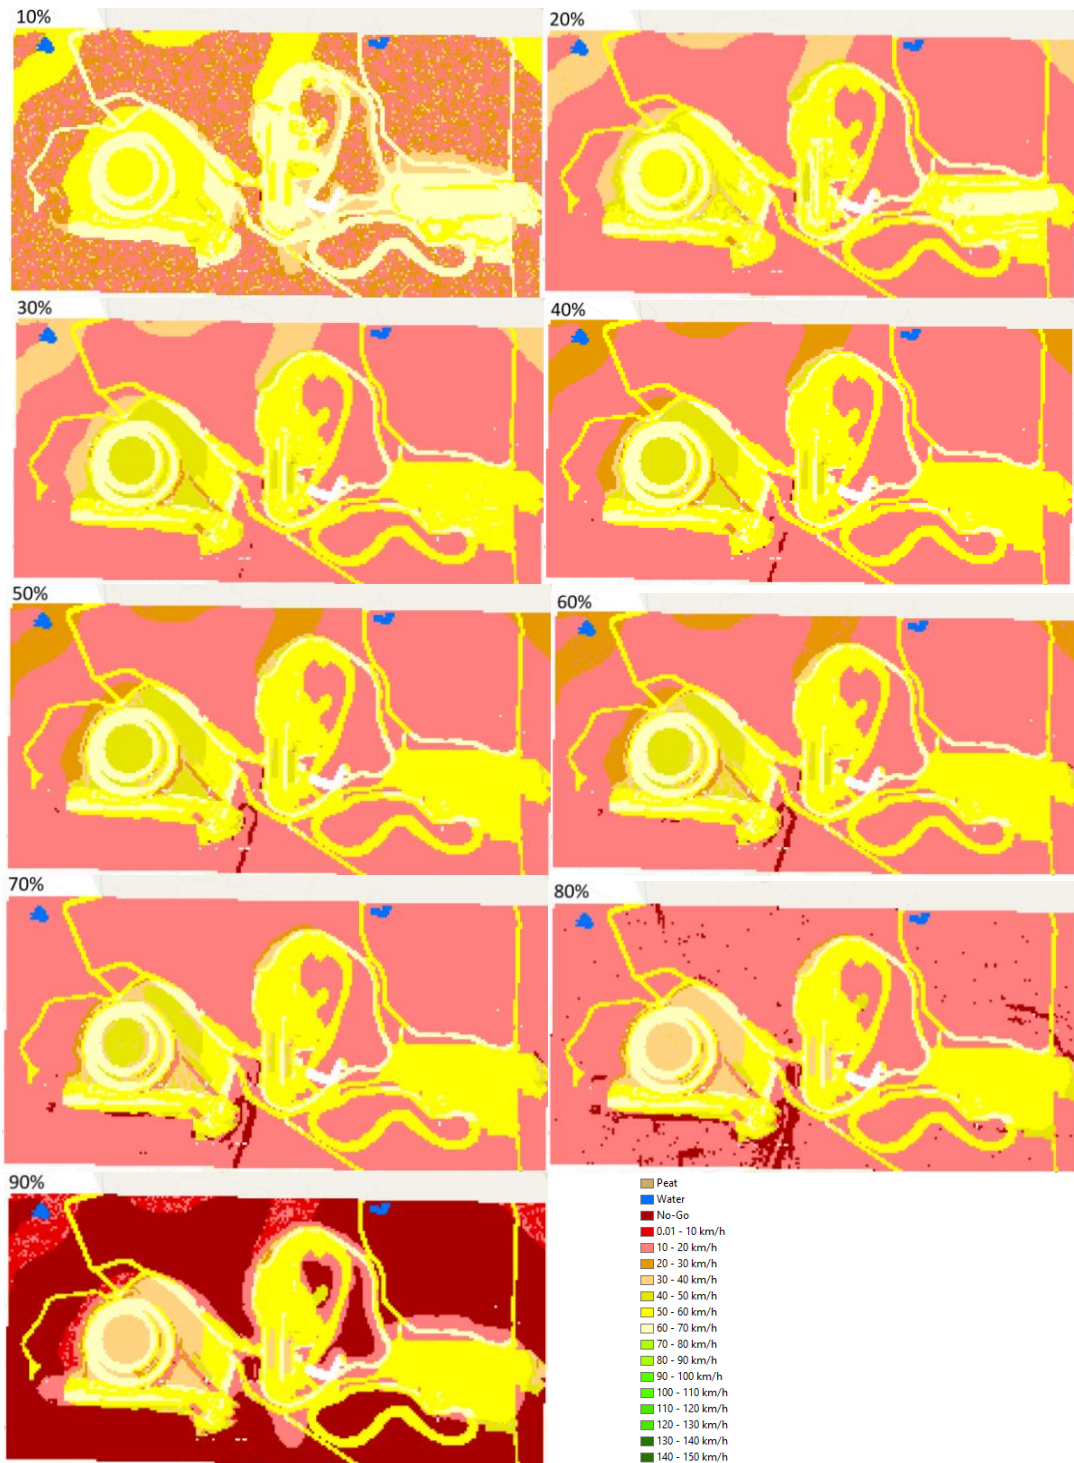 10%
20%
30%
40%
50%
60%
70%
80%
90%
Peat
Water
No-Go
0.01 - 10 km/h
10 - 20 km/h
20 - 30 km/h
30 - 40 km/h
40 - 50 km/h
50 - 60 km/h
60 - 70 km/h
70 - 80 km/h
80 - 90 km/h
90 - 100 km/h
100 - 110 km/h
110 - 120 km/h
120 - 130 km/h
130 - 140 km/h
140 - 150 km/h